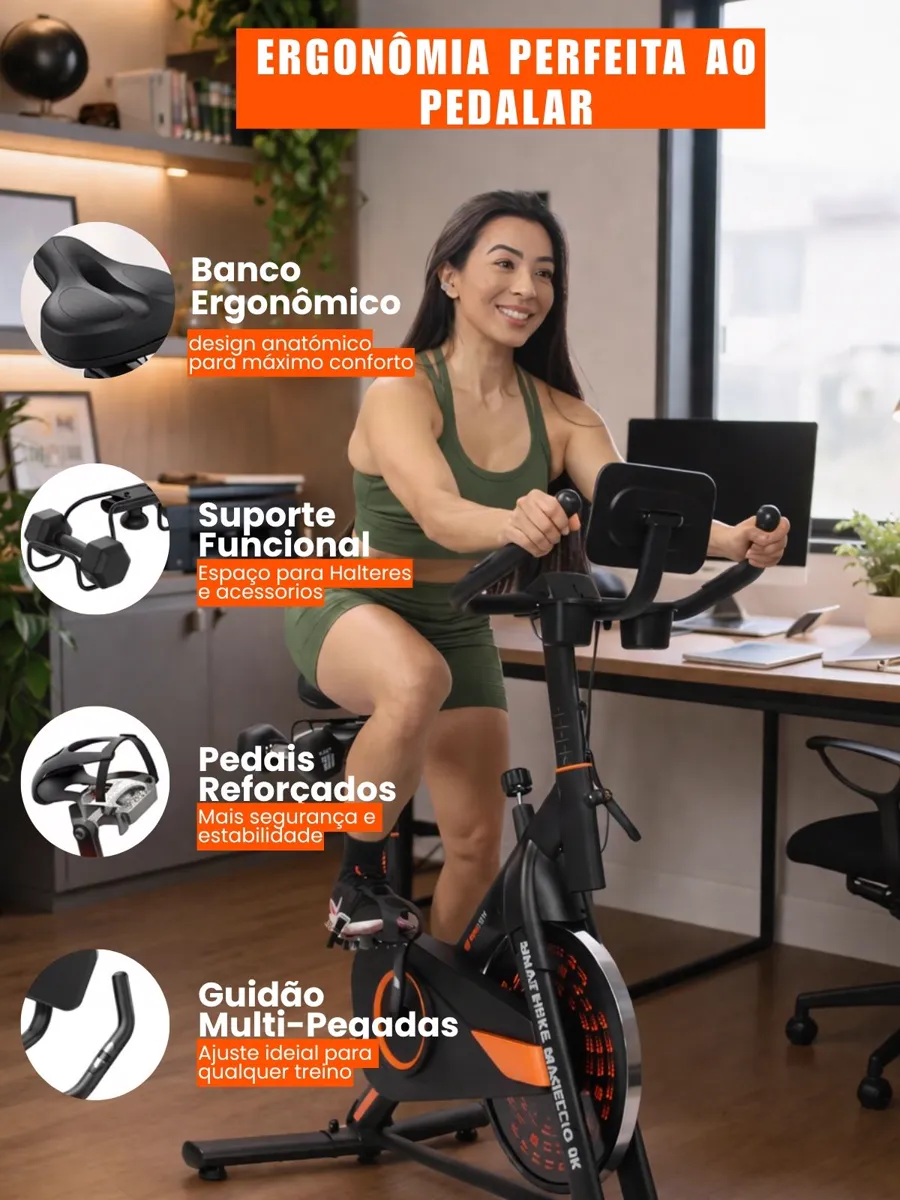 ERGONÔMIA PERFEITA AO
PEDALAR
Banco
Ergonômico
design anatómico
para máximo conforto
Suporte
Funcional
Espaço para Halteres
e acessorios
Pedais
Reforçados
Mais segurança e
estabilidade
Guidão
Multi-Pegadas
Ajuste ideial para
qualquer treino